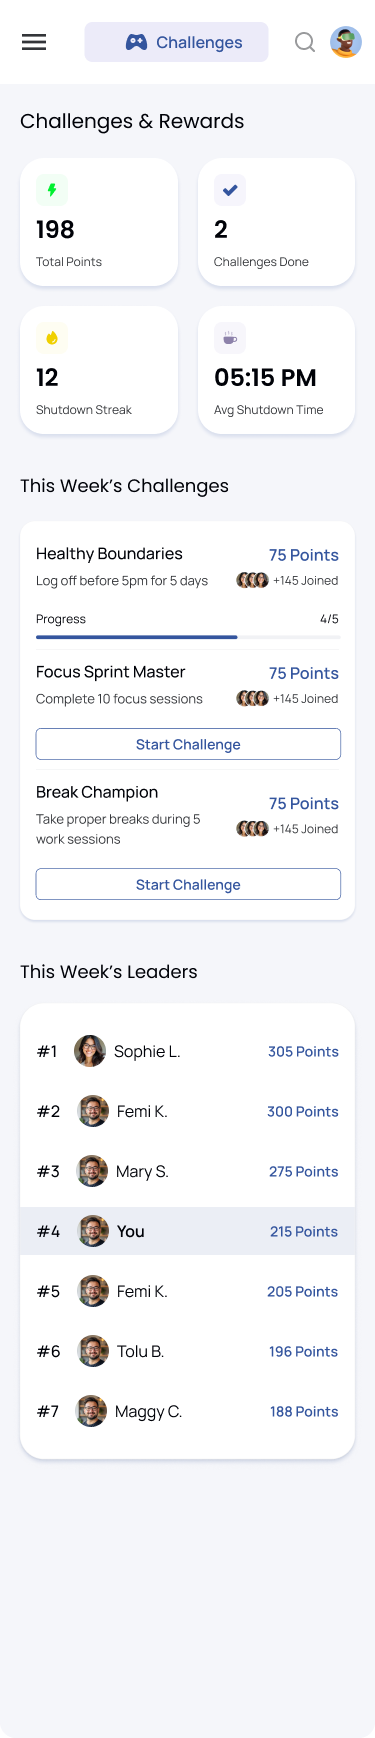 Challenges
Challenges & Rewards
198
Total Points
2
Challenges Done
12
Shutdown Streak
05:15 PM
Avg Shutdown Time
This Week’s Challenges
Healthy Boundaries
75 Points
Log off before 5pm for 5 days
+145 Joined
Progress
4/5
Focus Sprint Master
75 Points
Complete 10 focus sessions
+145 Joined
Start Challenge
Break Champion
75 Points
Take proper breaks during 5
work sessions
+145 Joined
Start Challenge
This Week’s Leaders
#1 Sophie L. 305 Points
#2 Femi K. 300 Points
#3 Mary S. 275 Points
#4 You 215 Points
#5 Femi K. 205 Points
#6 Tolu B. 196 Points
#7 Maggy C. 188 Points